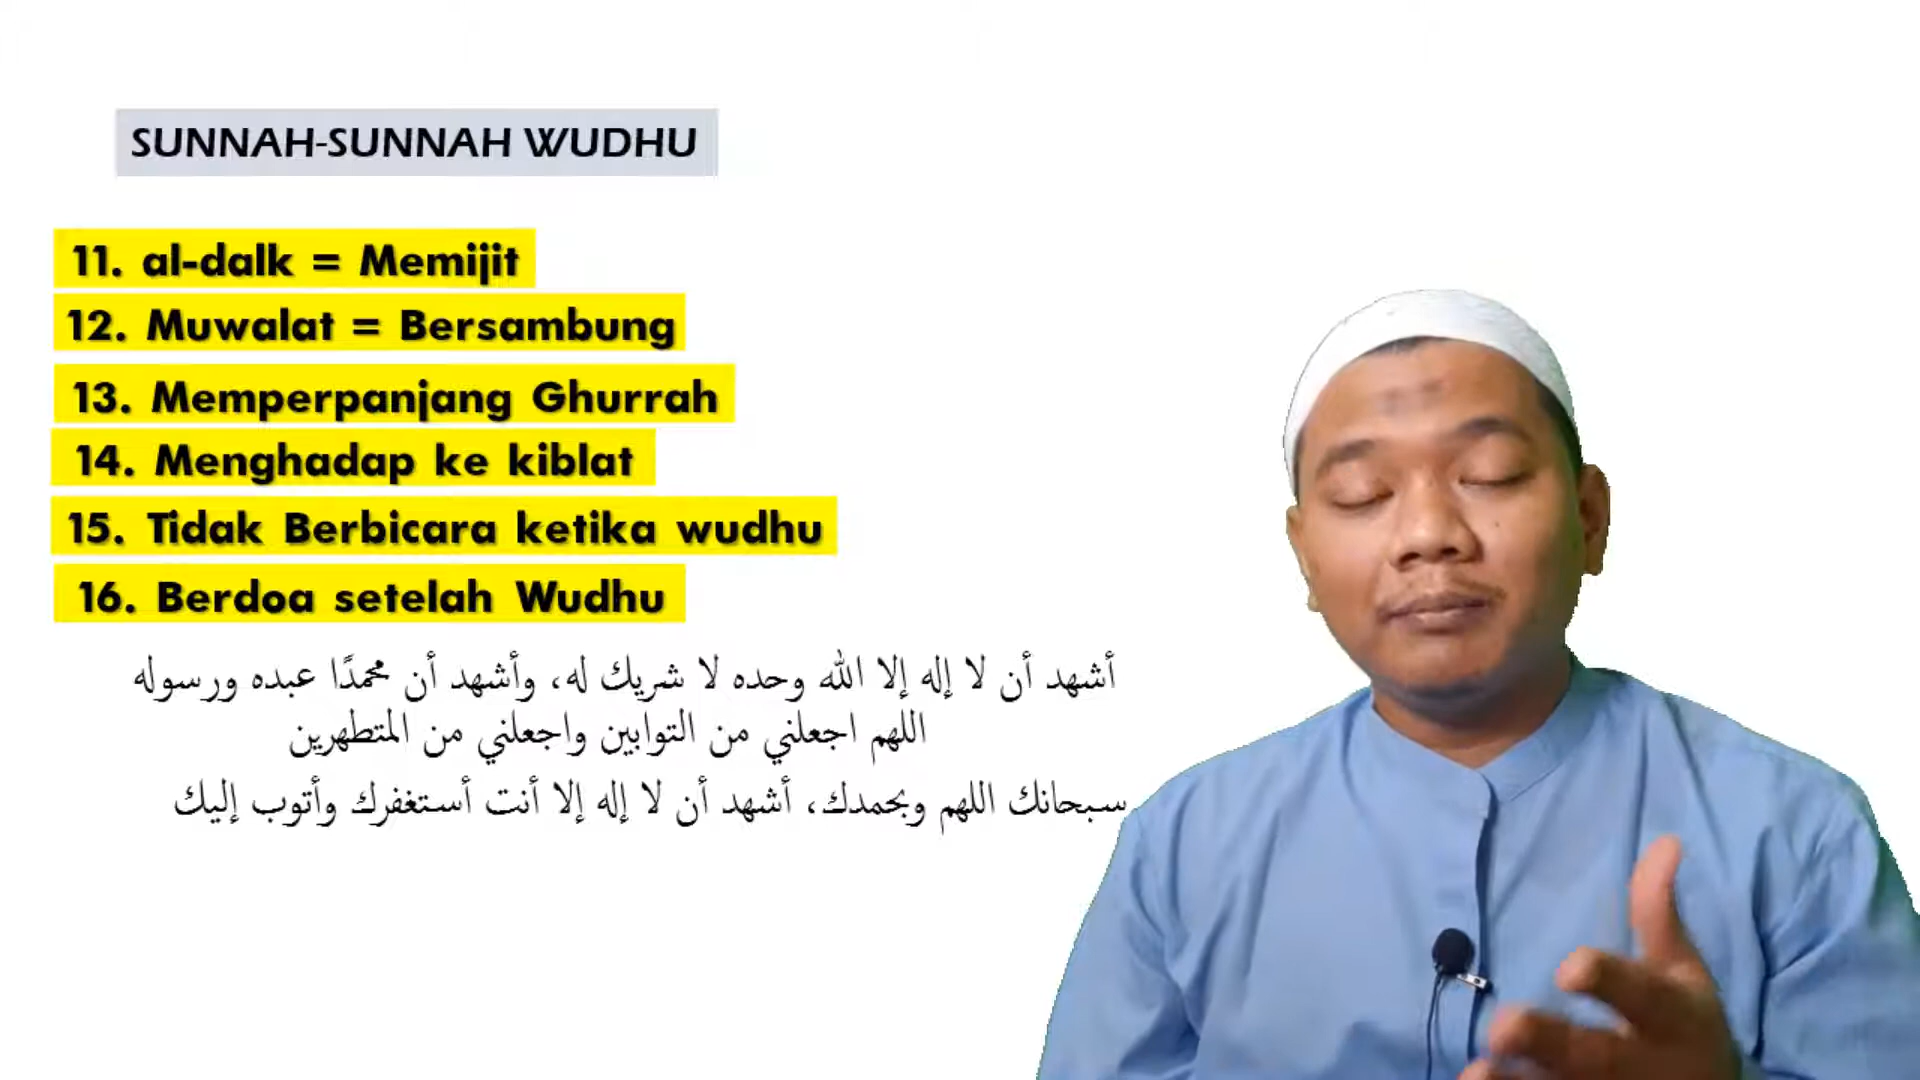 SUNNAH-SUNNAH WUDHU
11. al-dalk = Memijit
12. Muwalat = Bersambung
13. Memperpanjang Ghurrah
14. Menghadap ke kiblat
15. Tidak Berbicara ketika wudhu
16. Berdoa setelah Wudhu
أشهد أن لا إله إلا الله وحده لا شريك له، وأشهد أن محمدًا عبده ورسوله
اللهم اجعلني من التوابين واجعلني من المتطهرين
سبحانك اللهم وبحمدك، أشهد أن لا إله إلا أنت أستغفرك وأتوب إليك